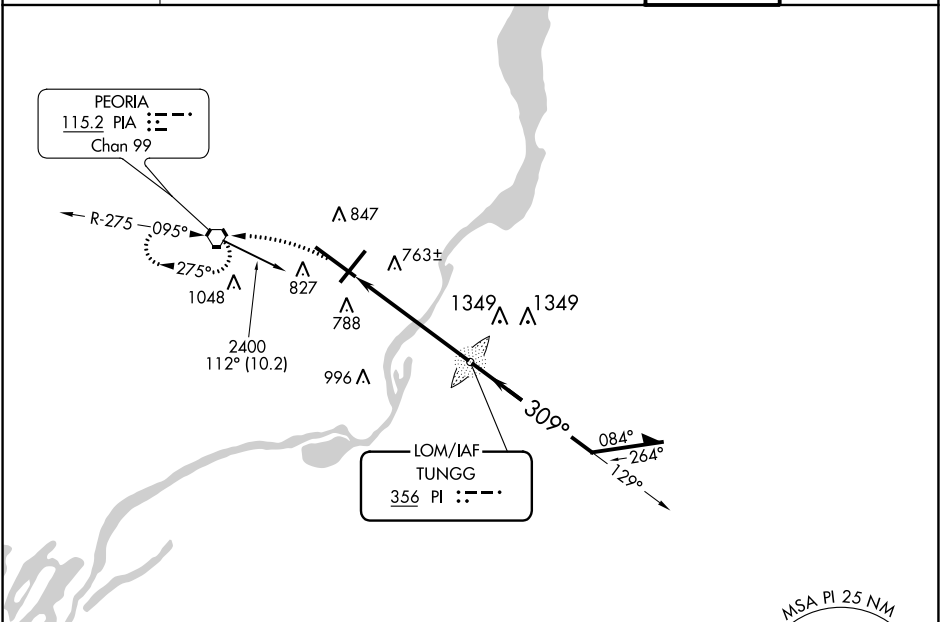 PEORIA
115.2 PIA
Chan 99
R-275
095°
275°
847
763±
827
1048
788
1349
1349
2400
112° (10.2)
996
309°
084°
264°
129°
LOM/IAF
TUNGG
356 PI
MSA PI 25 NM